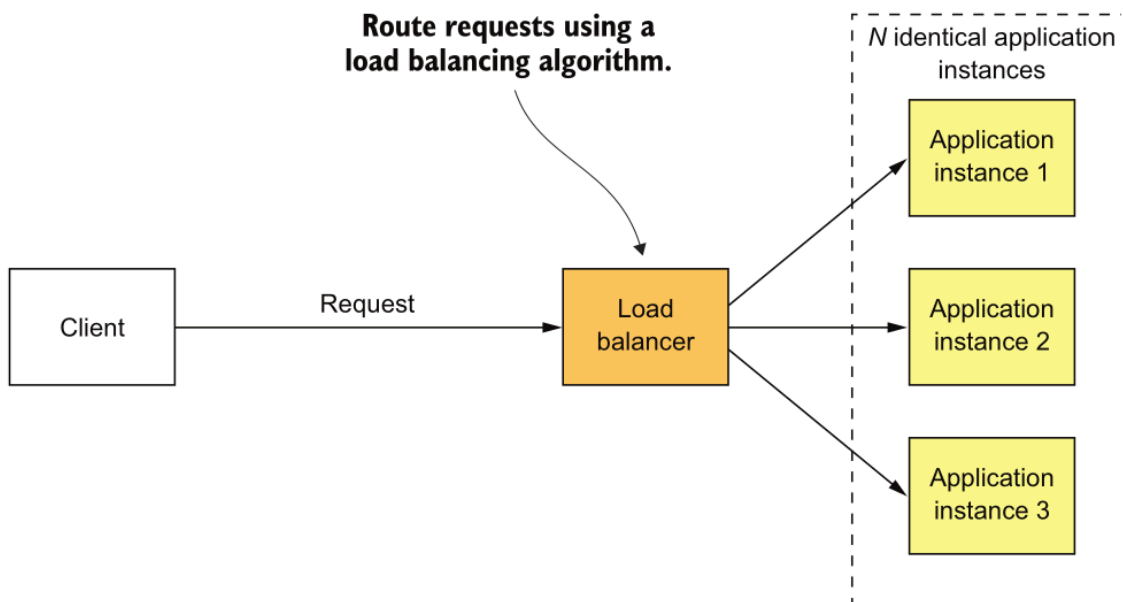 Route requests using a
load balancing algorithm.
N identical application
instances
Application
instance 1
Client
Request
Load
balancer
Application
instance 2
Application
instance 3